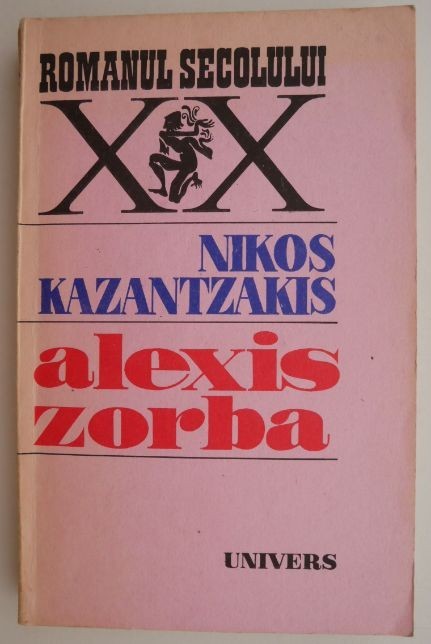 ROMANUL SECOLULUI
XX
NIKOS
KAZANTZAKIS
alexis
zorba
UNIVERS